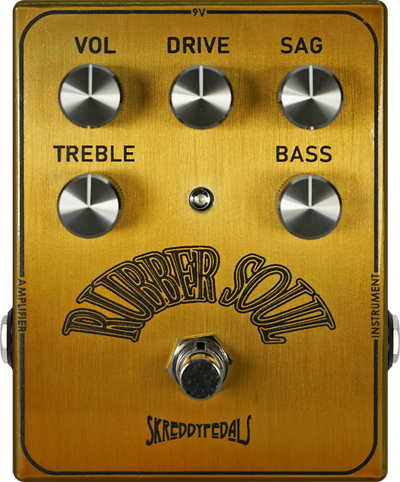 9V
VOL DRIVE SAG
TREBLE BASS
AMPLIFIER
INSTRUMENT
RUBBER SOUL
SKREDDYPEDALS